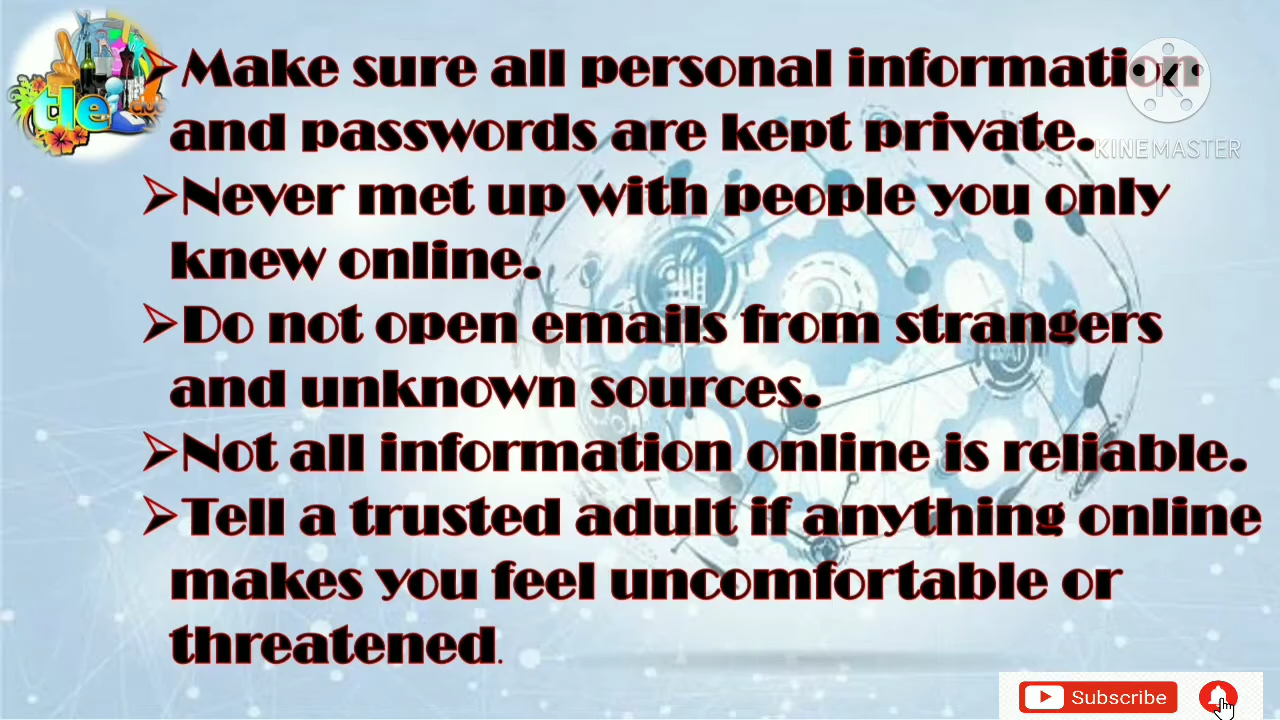 Make sure all personal information
and passwords are kept private.
KINEMASTER
Never met up with people you only
knew online.
Do not open emails from strangers
and unknown sources.
Not all information online is reliable.
Tell a trusted adult if anything online
makes you feel uncomfortable or
threatened.
tle
Subscribe